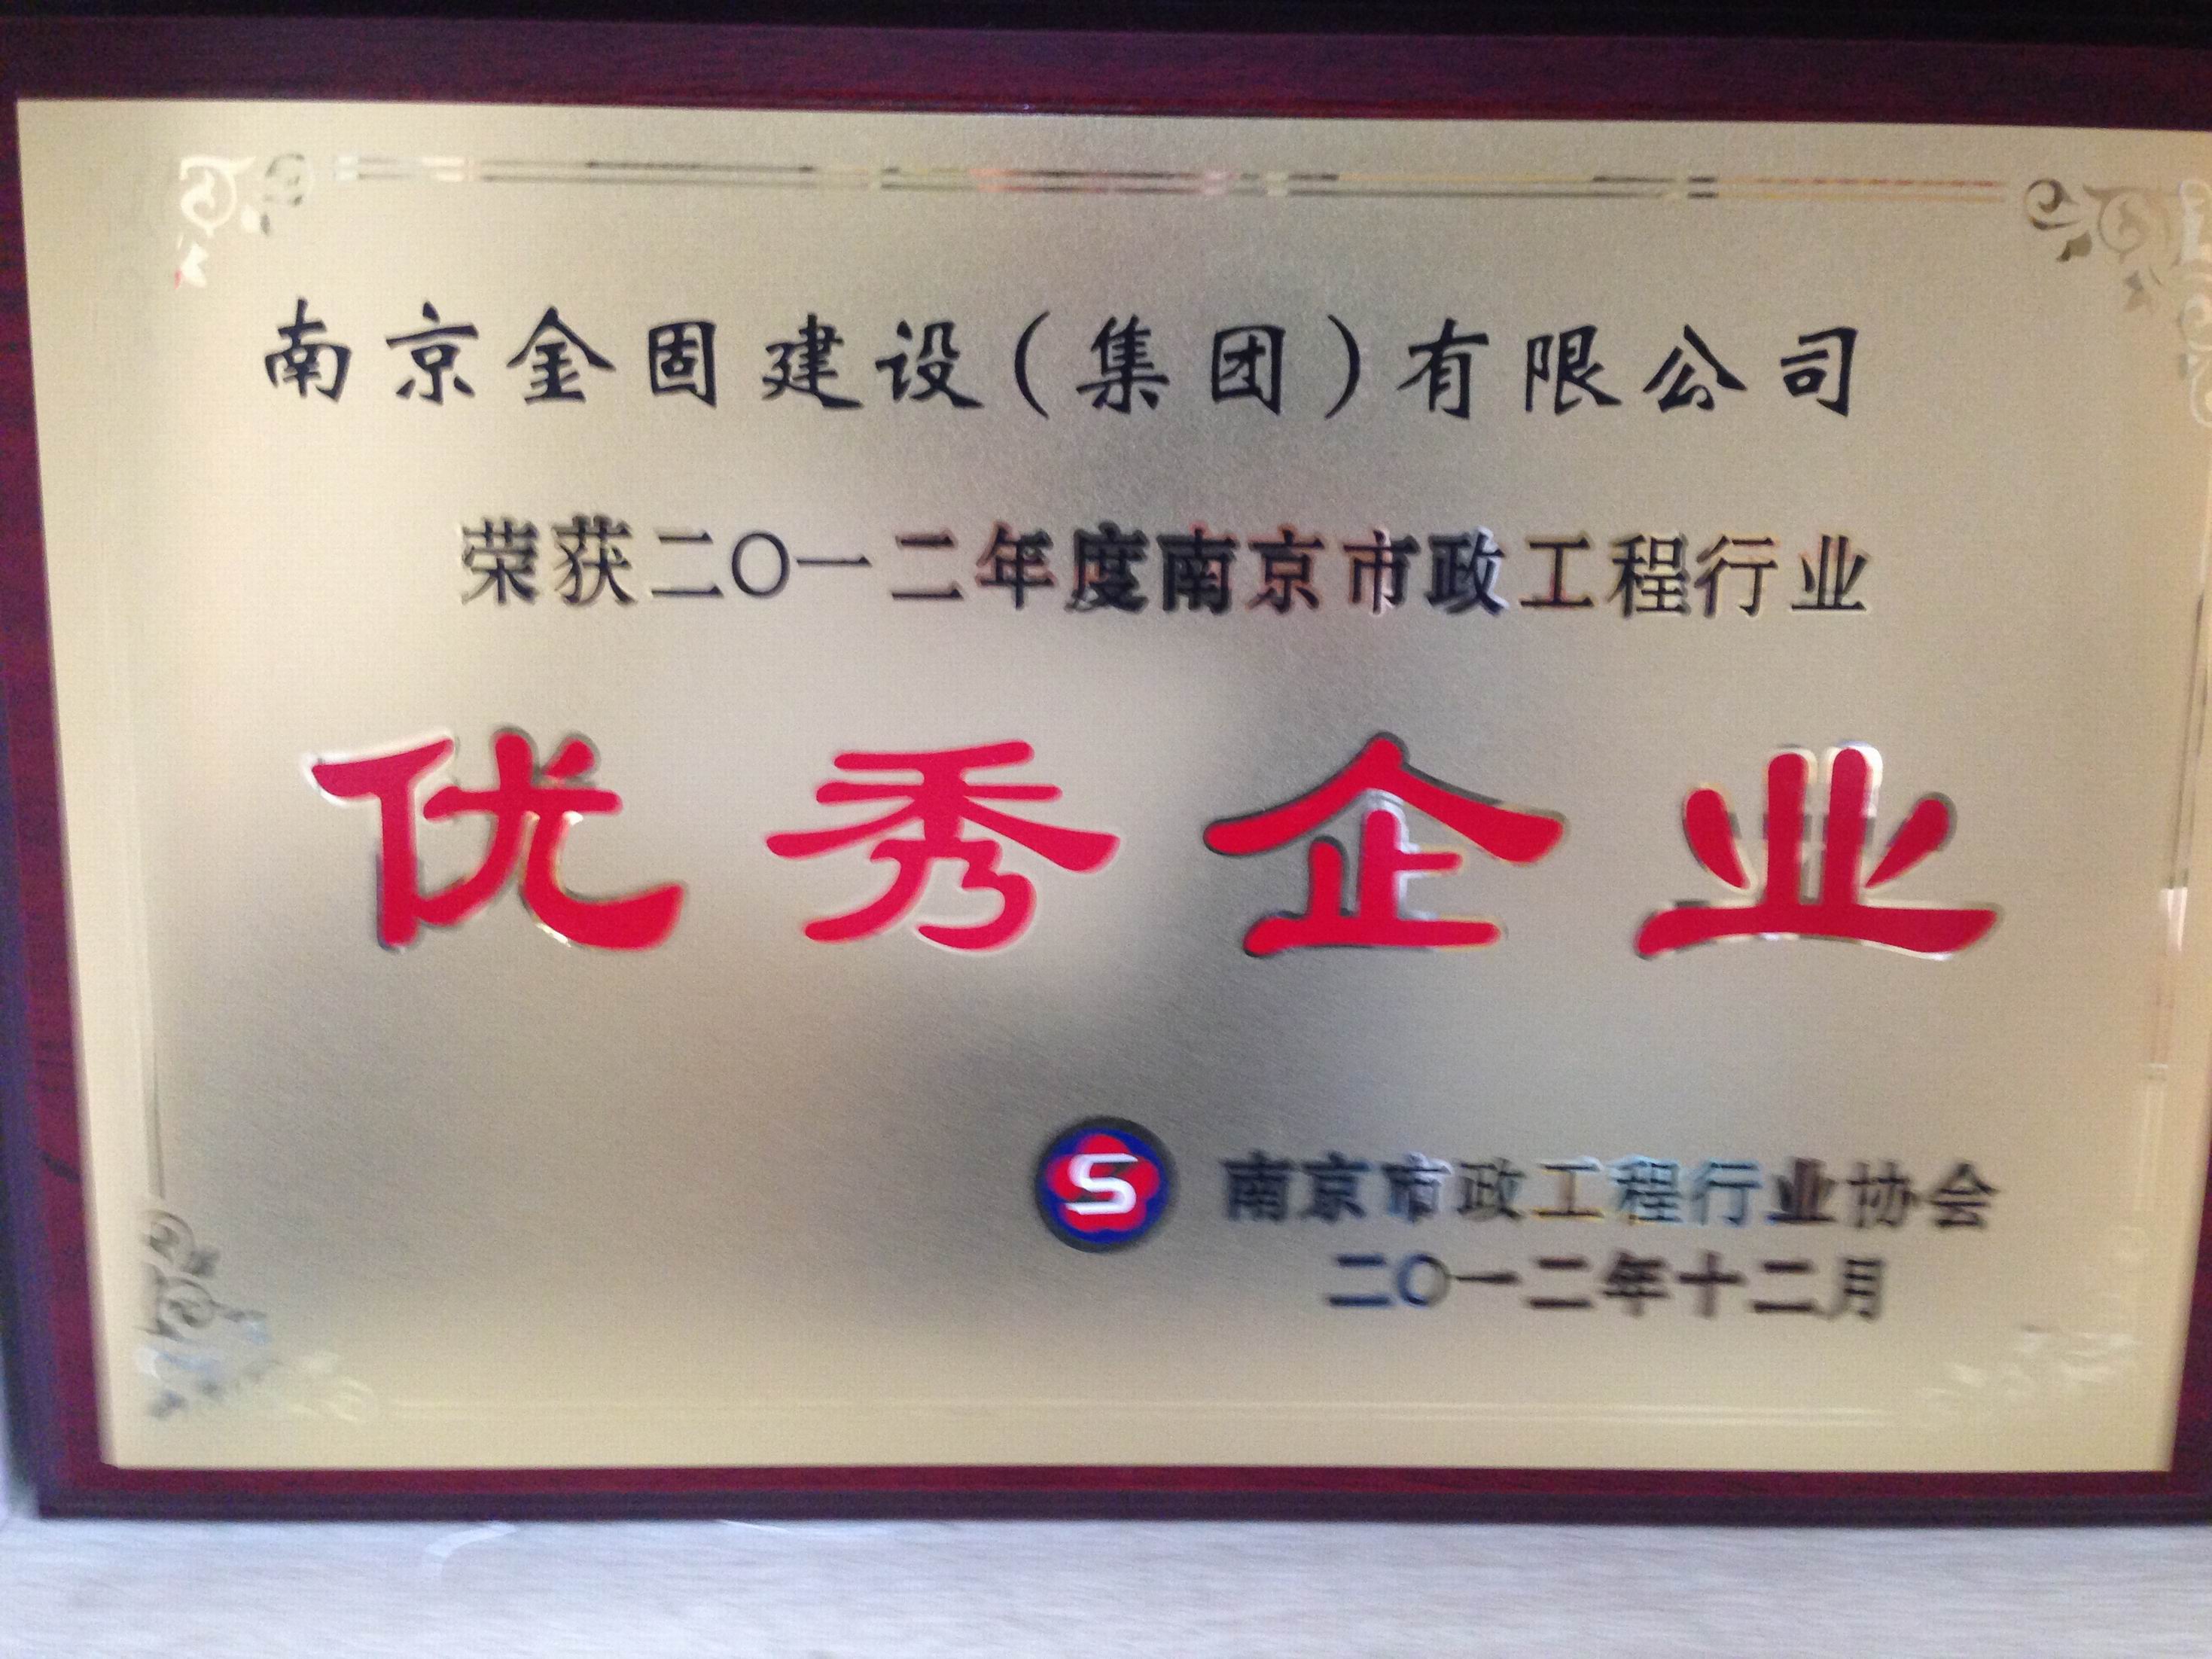 南京金固建设(集团)有限公司
荣获二〇一二年度南京市政工程行业
优秀企业
S 南京市政工程行业协会
二〇一二年十二月